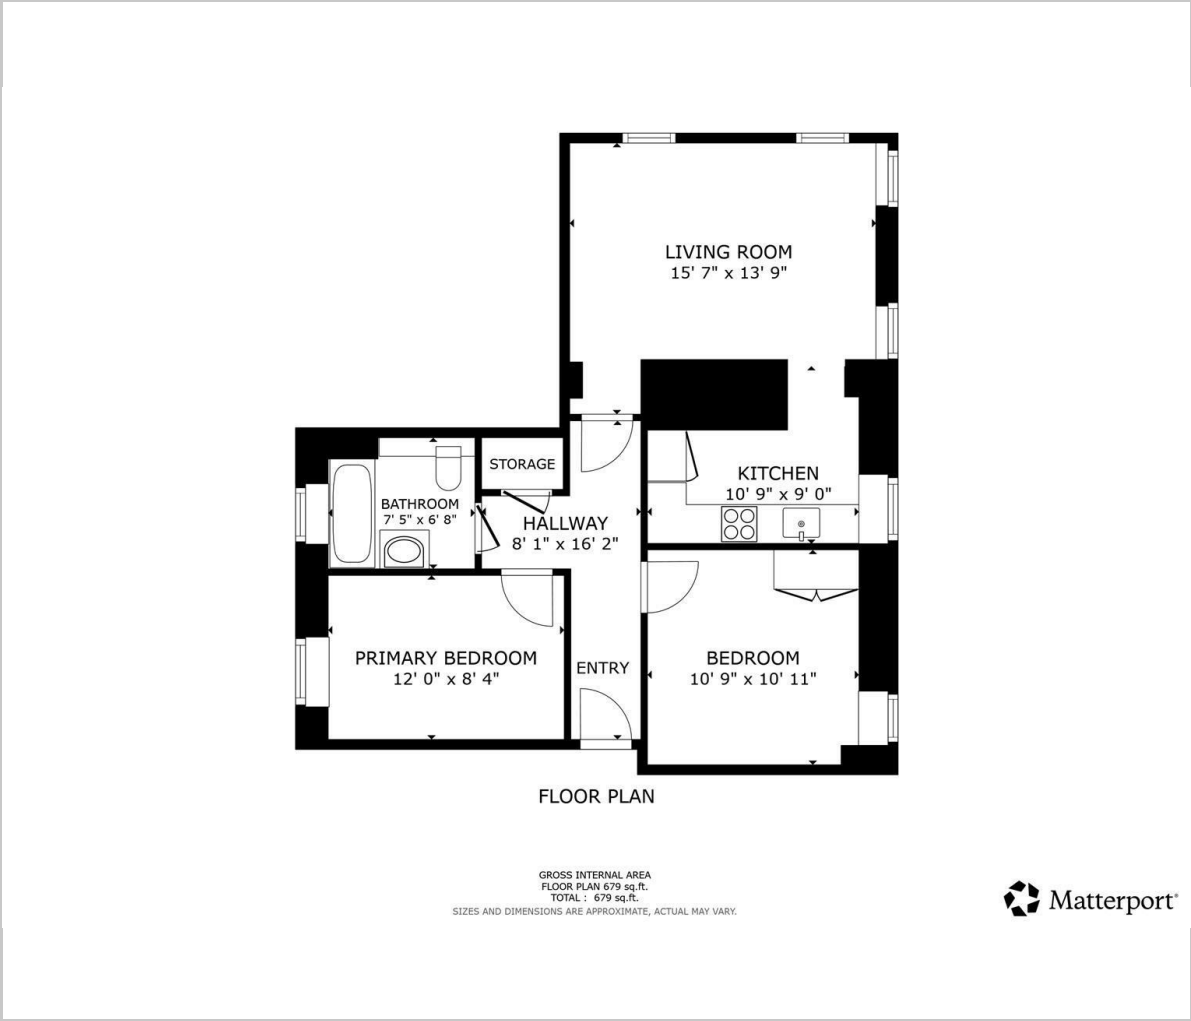 LIVING ROOM
15' 7" x 13' 9"
STORAGE
KITCHEN
10' 9" x 9' 0"
BATHROOM
7' 5" x 6' 8"
HALLWAY
8' 1" x 16' 2"
PRIMARY BEDROOM
12' 0" x 8' 4"
ENTRY
BEDROOM
10' 9" x 10' 11"
FLOOR PLAN
GROSS INTERNAL AREA
FLOOR PLAN 679 sq.ft.
TOTAL : 679 sq.ft.
SIZES AND DIMENSIONS ARE APPROXIMATE, ACTUAL MAY VARY.
Matterport®